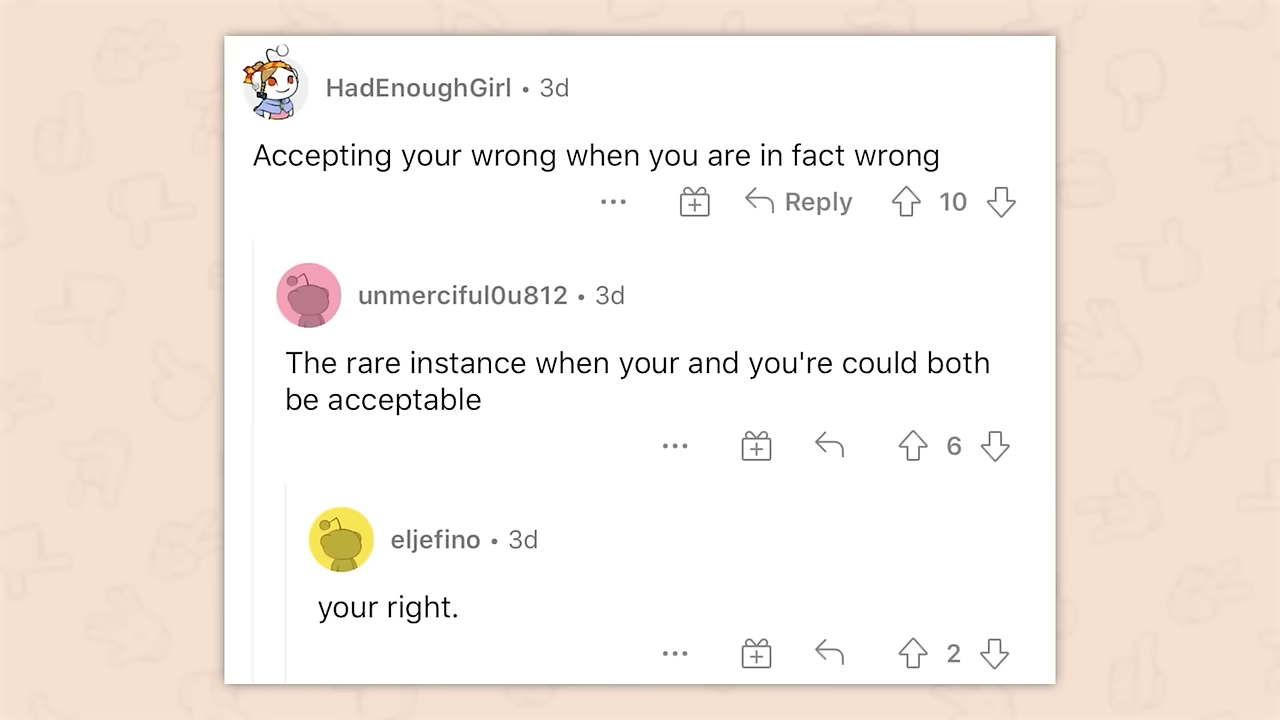 HadEnoughGirl • 3d
Accepting your wrong when you are in fact wrong
... Reply 10
unmerciful0u812 • 3d
The rare instance when your and you're could both
be acceptable
... 6
eljefino • 3d
your right.
... 2